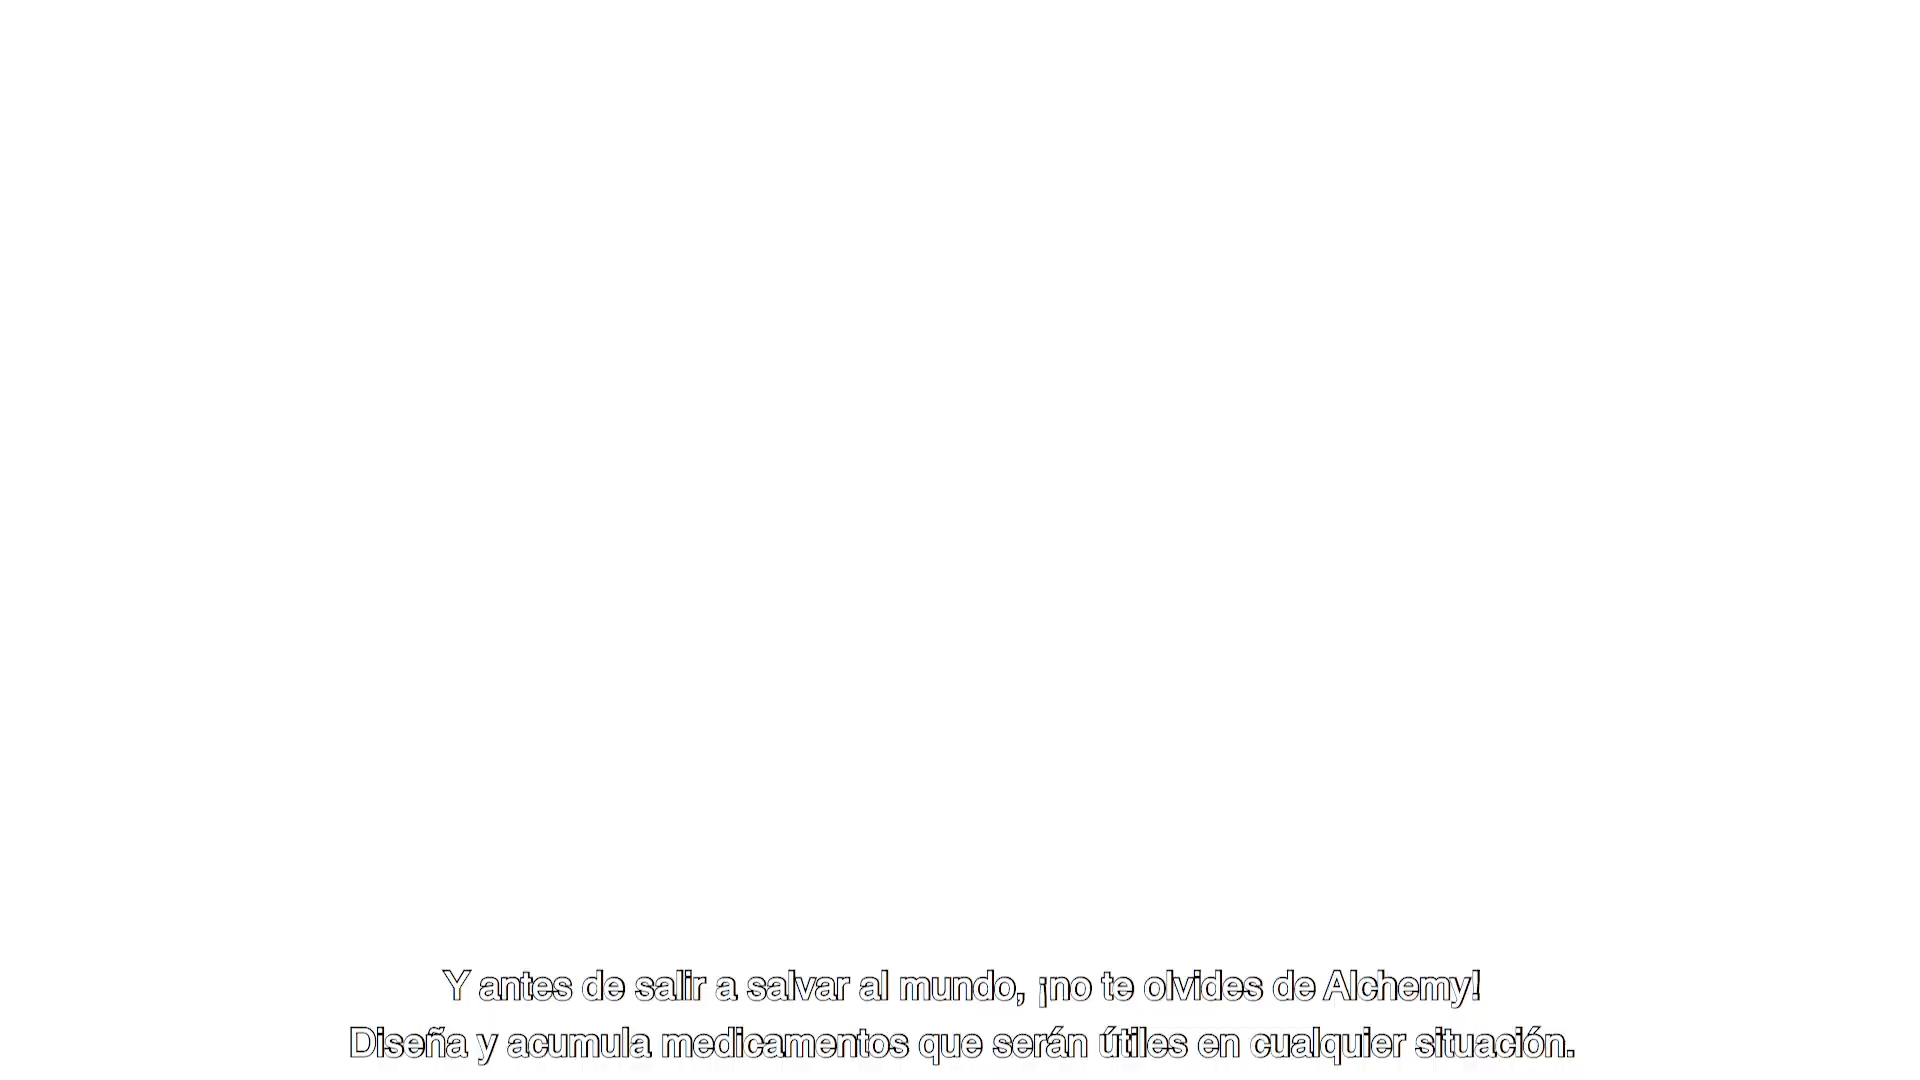 Y antes de salir a salvar al mundo, ¡no te olvides de Alchemy!
Diseña y acumula medicamentos que serán útiles en cualquier situación.